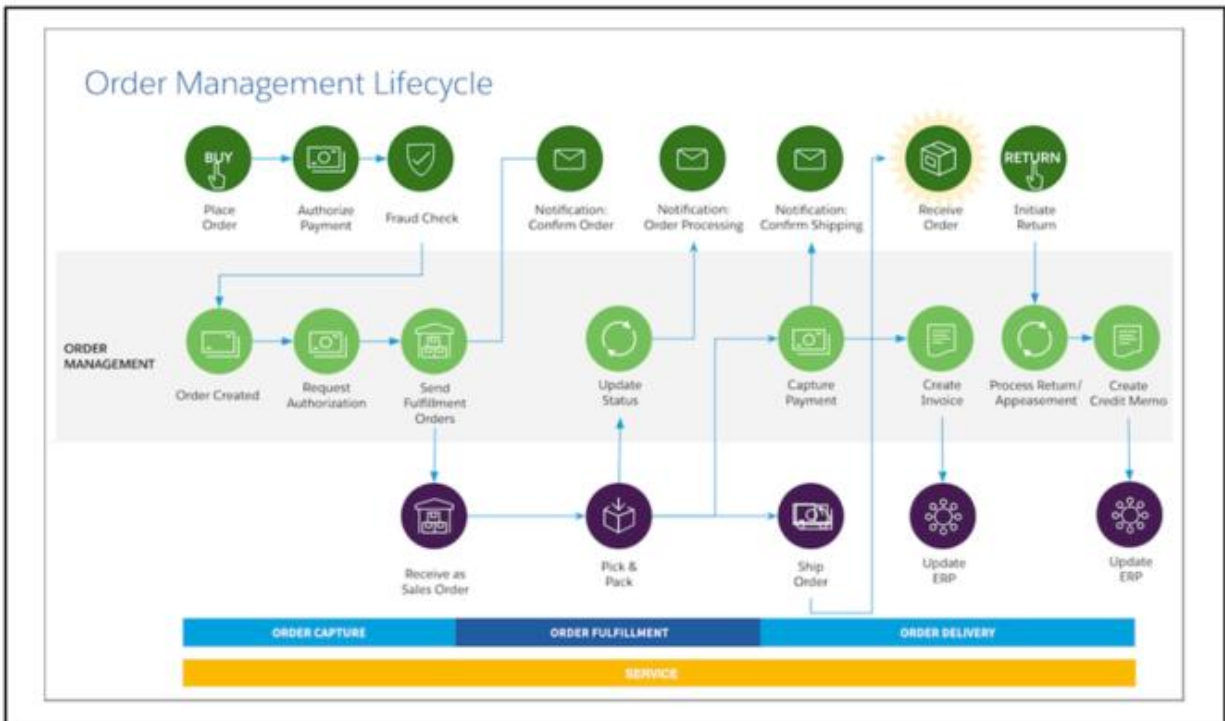 Order Management Lifecycle
BUY
RETURN
Place
Order
Authorize
Payment
Fraud Check
Notification:
Confirm Order
Notification:
Order Processing
Notification:
Confirm Shipping
Receive
Order
Initiate
Return
ORDER
MANAGEMENT
Order Created
Request
Authorization
Send
Fulfillment
Orders
Update
Status
Capture
Payment
Create
Invoice
Process Return/
Appeasement
Create
Credit Memo
Receive as
Sales Order
Pick &
Pack
Ship
Order
Update
ERP
Update
ERP
ORDER CAPTURE
ORDER FULFILLMENT
ORDER DELIVERY
SERVICE